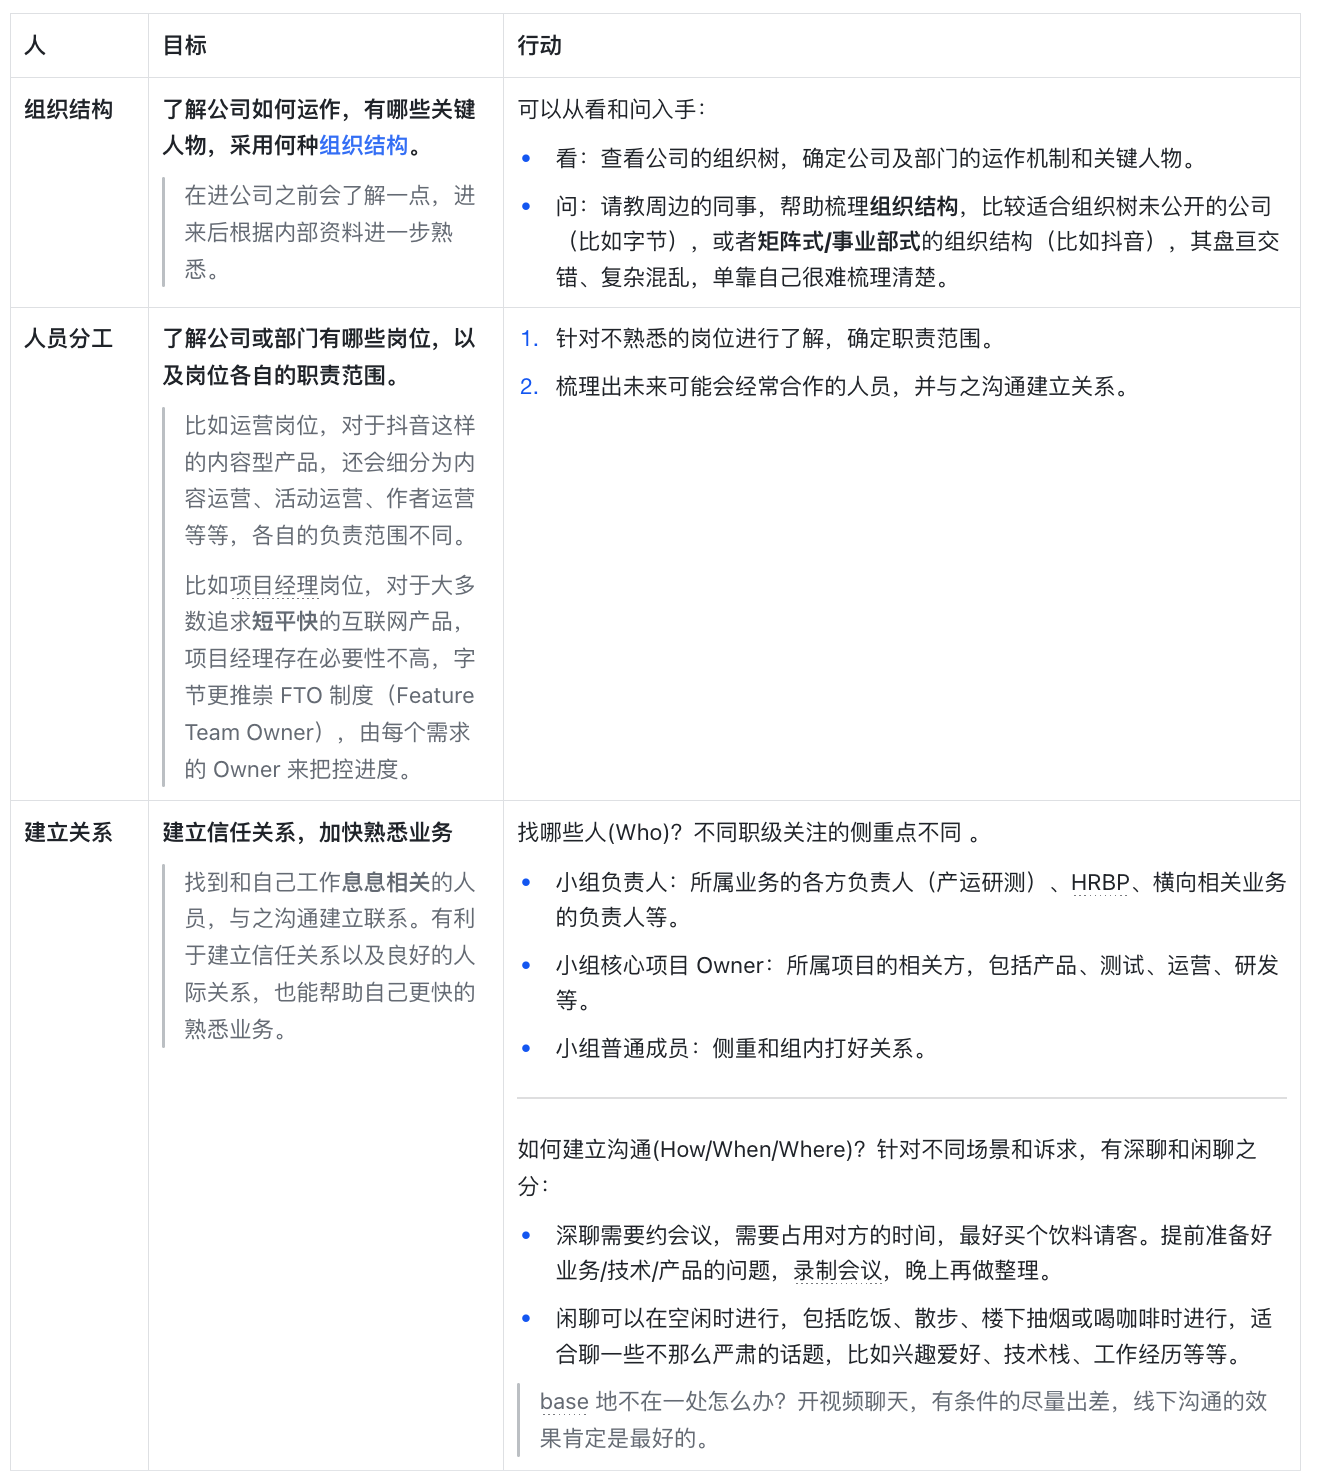 人
目标
行动
组织结构
了解公司如何运作，有哪些关键
人物，采用何种组织结构。
在进公司之前会了解一点，进
来后根据内部资料进一步熟
悉。
可以从看和问入手：
看：查看公司的组织树，确定公司及部门的运作机制和关键人物。
问：请教周边的同事，帮助梳理组织结构，比较适合组织树未公开的公司
（比如字节），或者矩阵式/事业部式的组织结构（比如抖音），其盘亘交
错、复杂混乱，单靠自己很难梳理清楚。
人员分工
了解公司或部门有哪些岗位，以
及岗位各自的职责范围。
比如运营岗位，对于抖音这样
的内容型产品，还会细分为内
容运营、活动运营、作者运营
等等，各自的负责范围不同。
比如项目经理岗位，对于大多
数追求短平快的互联网产品，
项目经理存在必要性不高，字
节更推崇 FTO 制度（Feature
Team Owner），由每个需求
的 Owner 来把控进度。
1. 针对不熟悉的岗位进行了解，确定职责范围。
2. 梳理出未来可能会经常合作的人员，并与之沟通建立关系。
建立关系
建立信任关系，加快熟悉业务
找到和自己工作息息相关的人
员，与之沟通建立联系。有利
于建立信任关系以及良好的人
际关系，也能帮助自己更快的
熟悉业务。
找哪些人(Who)？不同职级关注的侧重点不同 。
小组负责人：所属业务的各方负责人（产运研测）、HRBP、横向相关业务
的负责人等。
小组核心项目 Owner：所属项目的相关方，包括产品、测试、运营、研发
等。
小组普通成员：侧重和组内打好关系。
如何建立沟通(How/When/Where)？针对不同场景和诉求，有深聊和闲聊之
分：
深聊需要约会议，需要占用对方的时间，最好买个饮料请客。提前准备好
业务/技术/产品的问题，录制会议，晚上再做整理。
闲聊可以在空闲时进行，包括吃饭、散步、楼下抽烟或喝咖啡时进行，适
合聊一些不那么严肃的话题，比如兴趣爱好、技术栈、工作经历等等。
base 地不在一处怎么办？开视频聊天，有条件的尽量出差，线下沟通的效
果肯定是最好的。